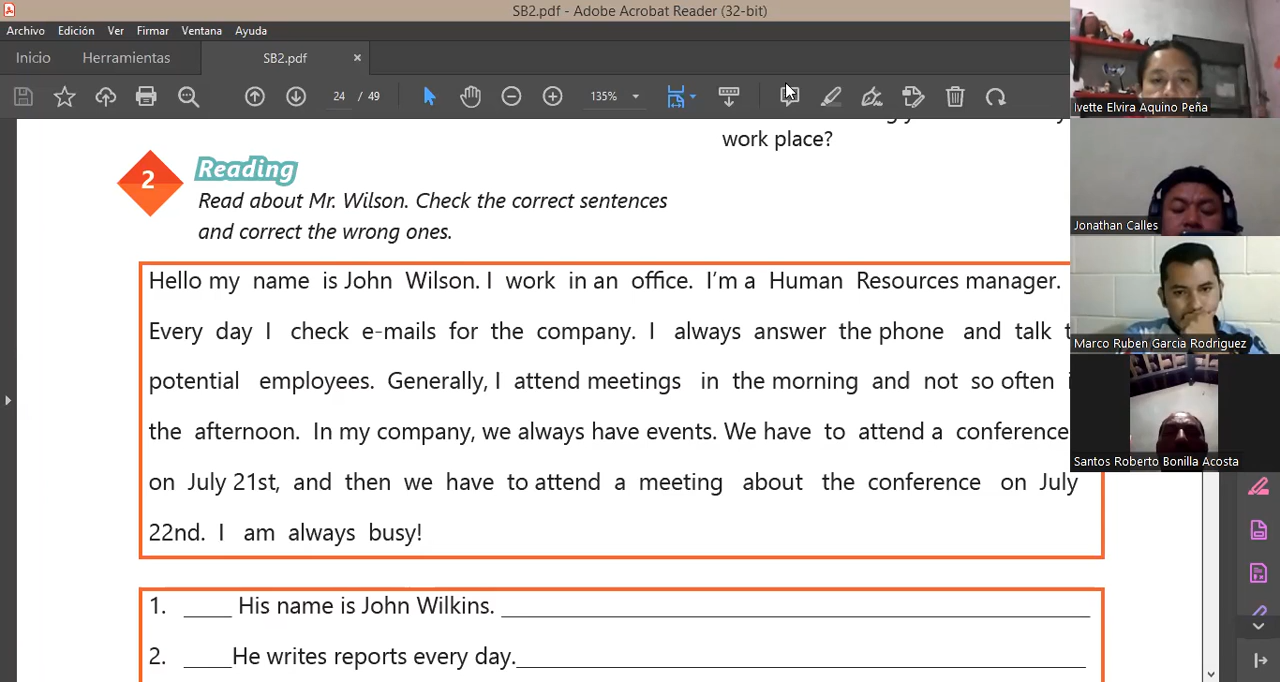 SB2.pdf - Adobe Acrobat Reader (32-bit)
Archivo Edición Ver Firmar Ventana Ayuda
Inicio Herramientas SB2.pdf ×
24 / 49 135%
work place?
2 Reading
Read about Mr. Wilson. Check the correct sentences
and correct the wrong ones.
Hello my name is John Wilson. I work in an office. I'm a Human Resources manager.
Every day I check e-mails for the company. I always answer the phone and talk
potential employees. Generally, I attend meetings in the morning and not so often
the afternoon. In my company, we always have events. We have to attend a conference
on July 21st, and then we have to attend a meeting about the conference on July
22nd. I am always busy!
1. ____ His name is John Wilkins. ____
2. ____He writes reports every day.____
Ivette Elvira Aquino Peña
Jonathan Calles
Marco Ruben Garcia Rodriguez
Santos Roberto Bonilla Acosta